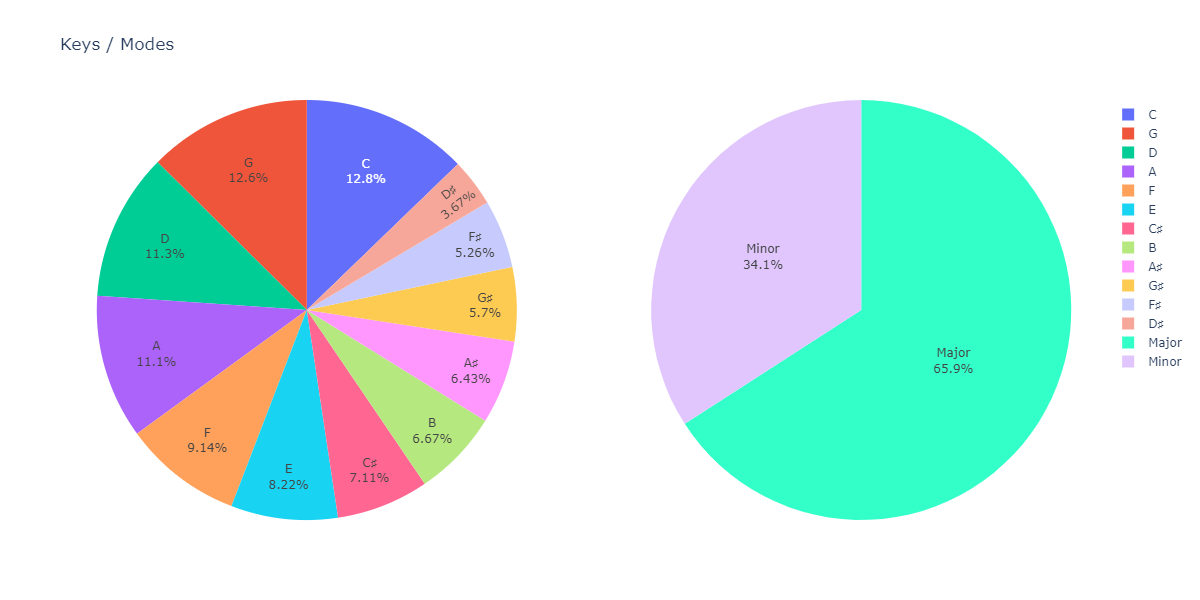 Keys / Modes
C
12.8%
G
12.6%
D
11.3%
A
11.1%
F
9.14%
E
8.22%
C♯
7.11%
B
6.67%
A♯
6.43%
G♯
5.7%
F♯
5.26%
D♯
3.67%
Minor
34.1%
Major
65.9%
C
G
D
A
F
E
C♯
B
A♯
G♯
F♯
D♯
Major
Minor